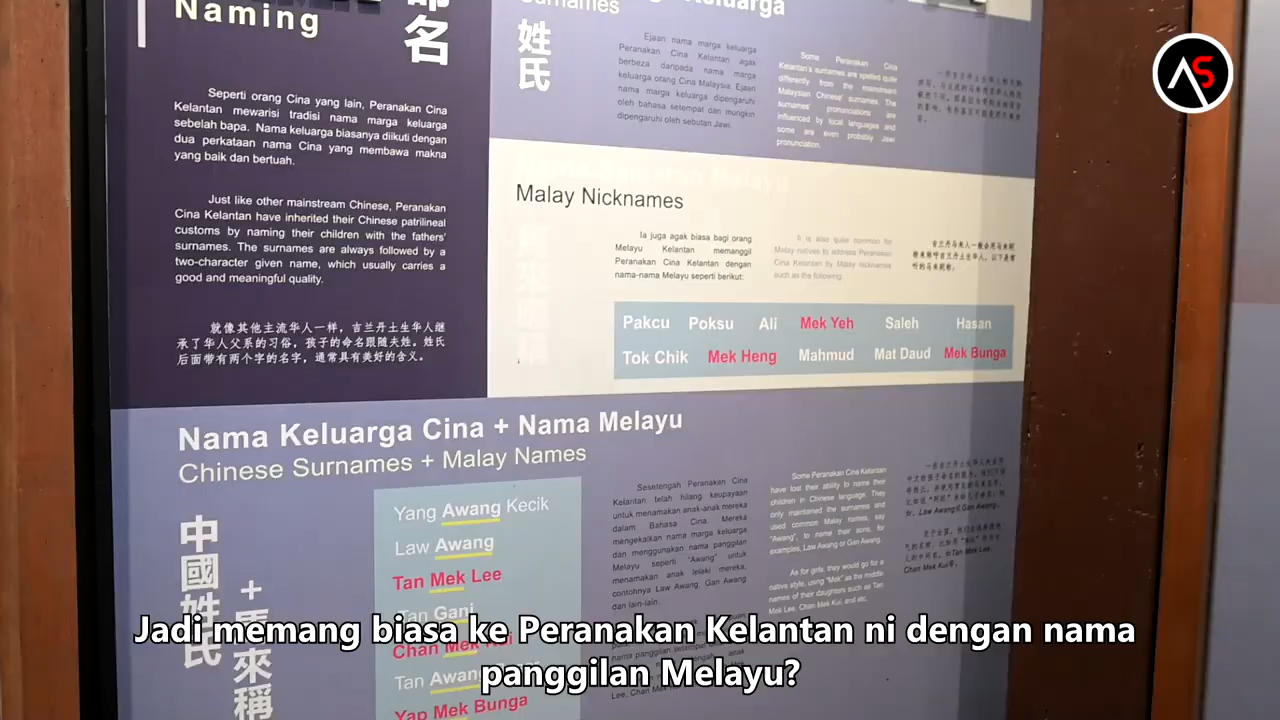 Naming
命名
Seperti orang Cina yang lain, Peranakan Cina
Kelantan mewarisi tradisi nama marga keluarga
sebelah bapa. Nama keluarga biasanya diikuti dengan
dua perkataan nama Cina yang membawa makna
yang baik dan bertuah.
Just like other mainstream Chinese, Peranakan
Cina Kelantan have inherited their Chinese patrilineal
customs by naming their children with the fathers'
surnames. The surnames are always followed by a
two-character given name, which usually carries a
good and meaningful quality.
就像其他主流华人一样，吉兰丹土生华人继
承了华人父系的习俗，孩子的命名跟随夫姓。姓氏
后面带有两个字的名字，通常具有美好的含义。
Keluarga
Surnames
姓氏
Ejaan nama marga keluarga
Peranakan Cina Kelantan agak
berbeza daripada nama marga
keluarga orang Cina Malaysia. Ejaan
nama marga keluarga dipengaruhi
oleh bahasa setempat dan mungkin
dipengaruhi oleh sebutan Jawi.
Some Peranakan Cina
Kelantan's surnames are spelled quite
differently from the mainstream
Malaysian Chinese' surnames. The
surnames' pronunciations are
influenced by local languages and
some are even probably Jawi
pronunciation.
Malay Nicknames
Ia juga agak biasa bagi orang
Melayu Kelantan memanggil
Peranakan Cina Kelantan dengan
nama-nama Melayu seperti berikut:
It is also quite common for
Malay natives to address Peranakan
Cina Kelantan by Malay nicknames
such as the following:
Pakcu Poksu Ali Mek Yeh Saleh Hasan
Tok Chik Mek Heng Mahmud Mat Daud Mek Bunga
Nama Keluarga Cina + Nama Melayu
Chinese Surnames + Malay Names
中國姓氏
+馬來稱
Yang Awang Kecik
Law Awang
Tan Mek Lee
Tan Gani
Chan Mek
Tan Awang
Yap Mek Bunga
Sesetengah Peranakan Cina
Kelantan telah hilang keupayaan
untuk menamakan anak-anak mereka
dalam Bahasa Cina. Mereka
mengekalkan nama marga keluarga
dan menggunakan nama panggilan
Melayu seperti "Awang" untuk
menamakan anak lelaki mereka,
contohnya Law Awang, Gan Awang
dan lain-lain.
Some Peranakan Cina Kelantan
have lost their ability to name their
children in Chinese language. They
only maintained the surnames and
used common Malay names, say
"Awang", to name their sons, for
examples, Law Awang or Gan Awang.
As for girls, they would go for a
native style, using "Mek" as the middle
names of their daughters such as Tan
Mek Lee, Chan Mek Kui, and etc.
Jadi memang biasa ke Peranakan Kelantan ni dengan nama
panggilan Melayu?
AS